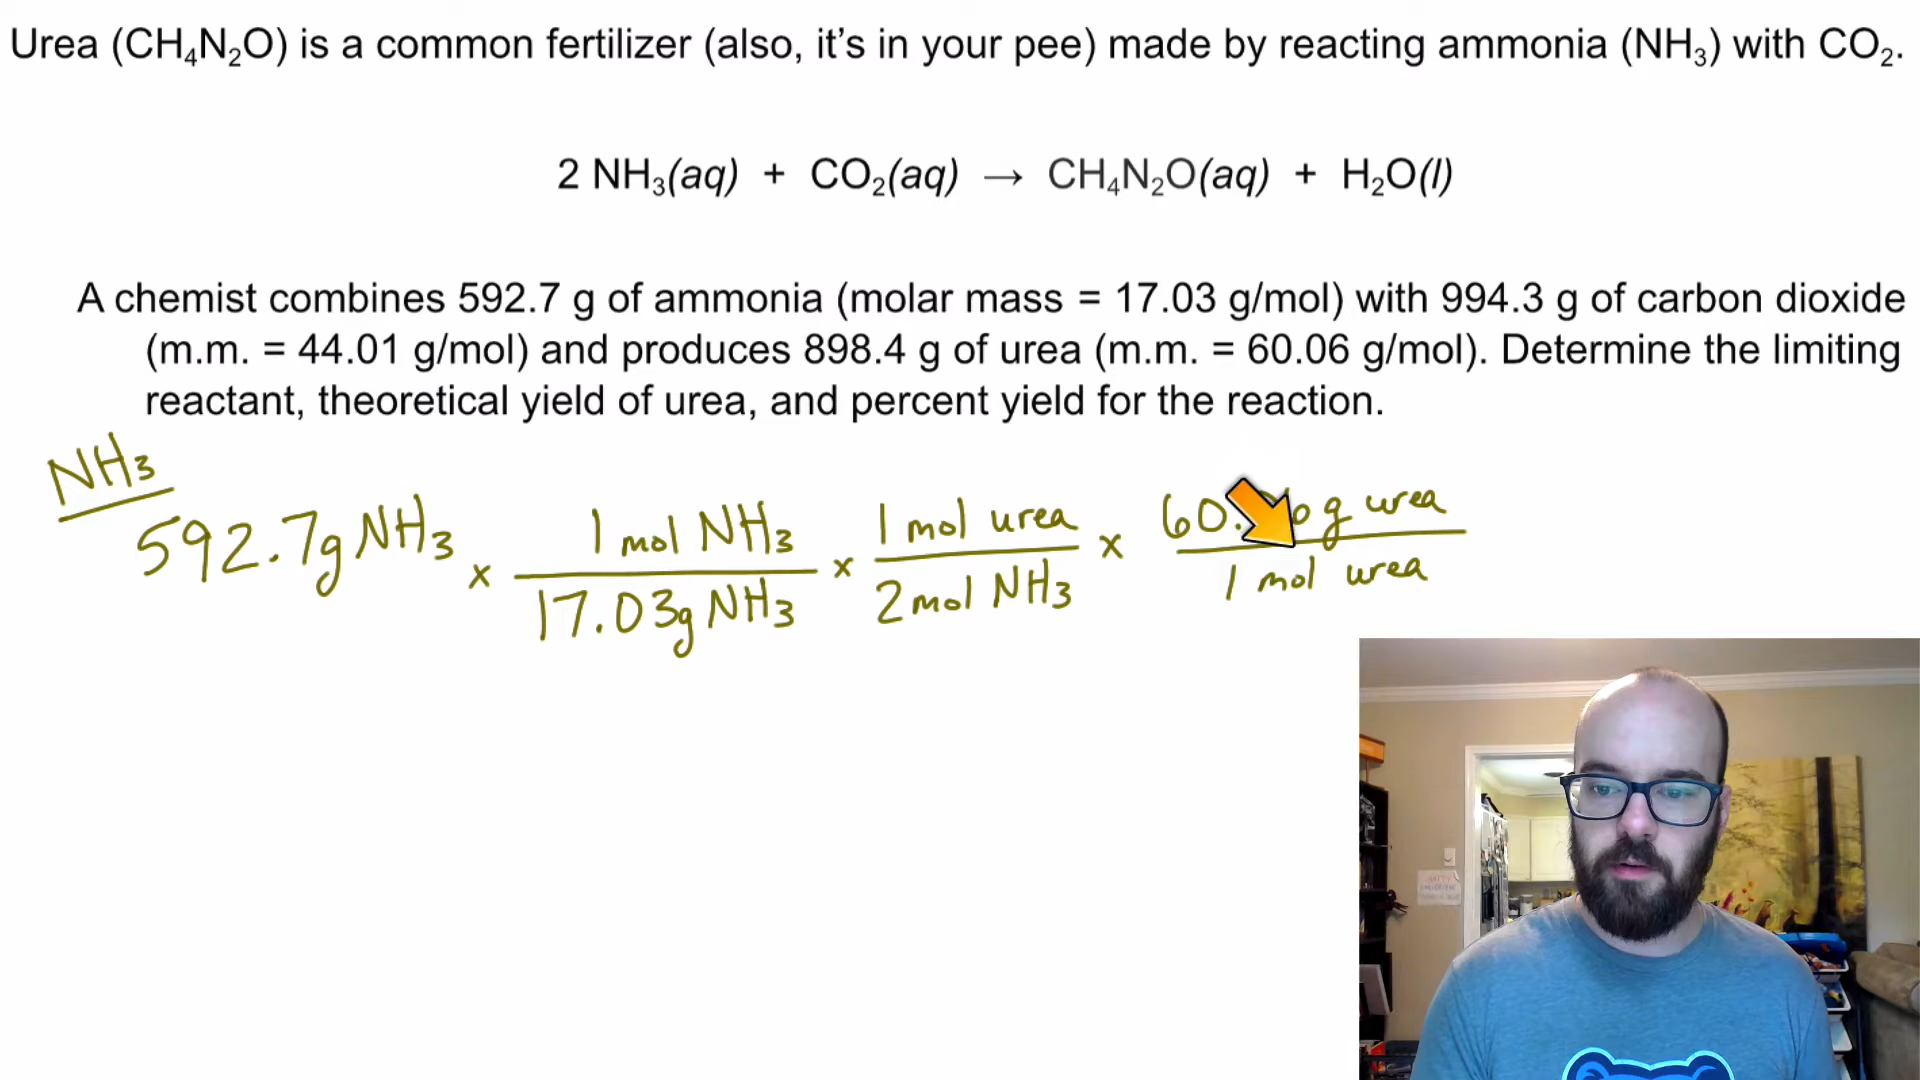 Urea (CH₄N₂O) is a common fertilizer (also, it’s in your pee) made by reacting ammonia (NH₃) with CO₂.
2 NH₃(aq) + CO₂(aq) → CH₄N₂O(aq) + H₂O(l)
A chemist combines 592.7 g of ammonia (molar mass = 17.03 g/mol) with 994.3 g of carbon dioxide
(m.m. = 44.01 g/mol) and produces 898.4 g of urea (m.m. = 60.06 g/mol). Determine the limiting
reactant, theoretical yield of urea, and percent yield for the reaction.
NH₃
592.7g NH₃ × 1 mol NH₃ / 17.03g NH₃ × 1 mol urea / 2 mol NH₃ × g urea / 1 mol urea